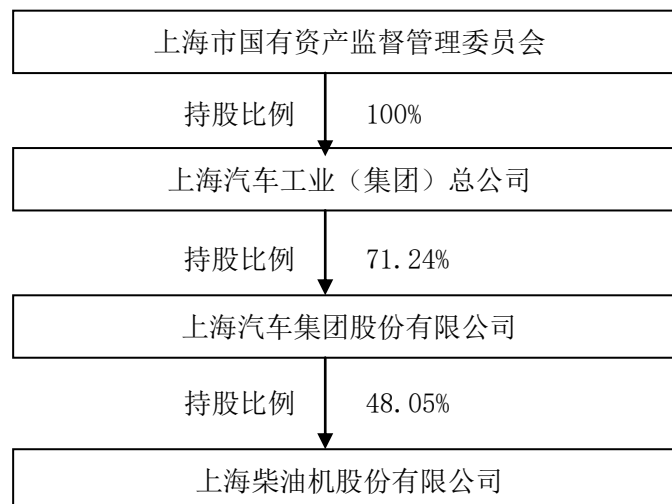 上海市国有资产监督管理委员会
持股比例 100%
上海汽车工业（集团）总公司
持股比例 71.24%
上海汽车集团股份有限公司
持股比例 48.05%
上海柴油机股份有限公司